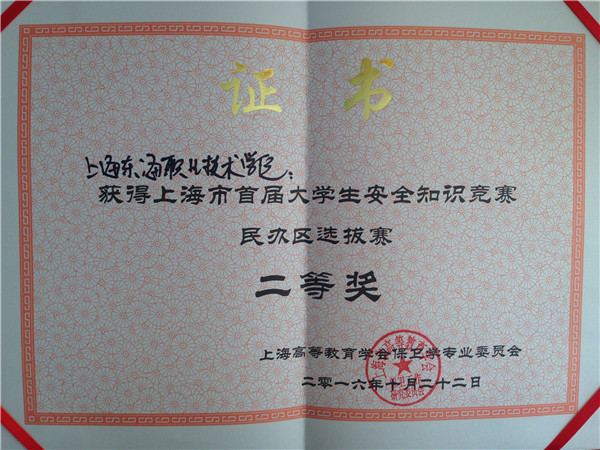 证书
上海东海职业技术学院:
获得上海市首届大学生安全知识竞赛
民办区选拔赛
二等奖
上海高等教育学会保卫学专业委员会
二零一六年十月二十二日